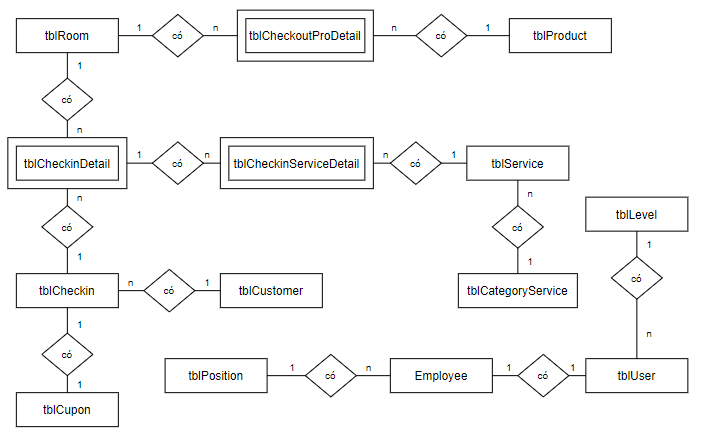 tblRoom
1
có
n
tblCheckoutProDetail
n
có
1
tblProduct
1
có
n
tblCheckinDetail
1
có
n
tblCheckinServiceDetail
n
có
1
tblService
n
có
1
n
có
1
tblLevel
1
có
n
tblCheckin
n
có
1
tblCustomer
tblCategoryService
1
có
1
tblPosition
1
có
n
Employee
1
có
1
tblUser
tblCupon